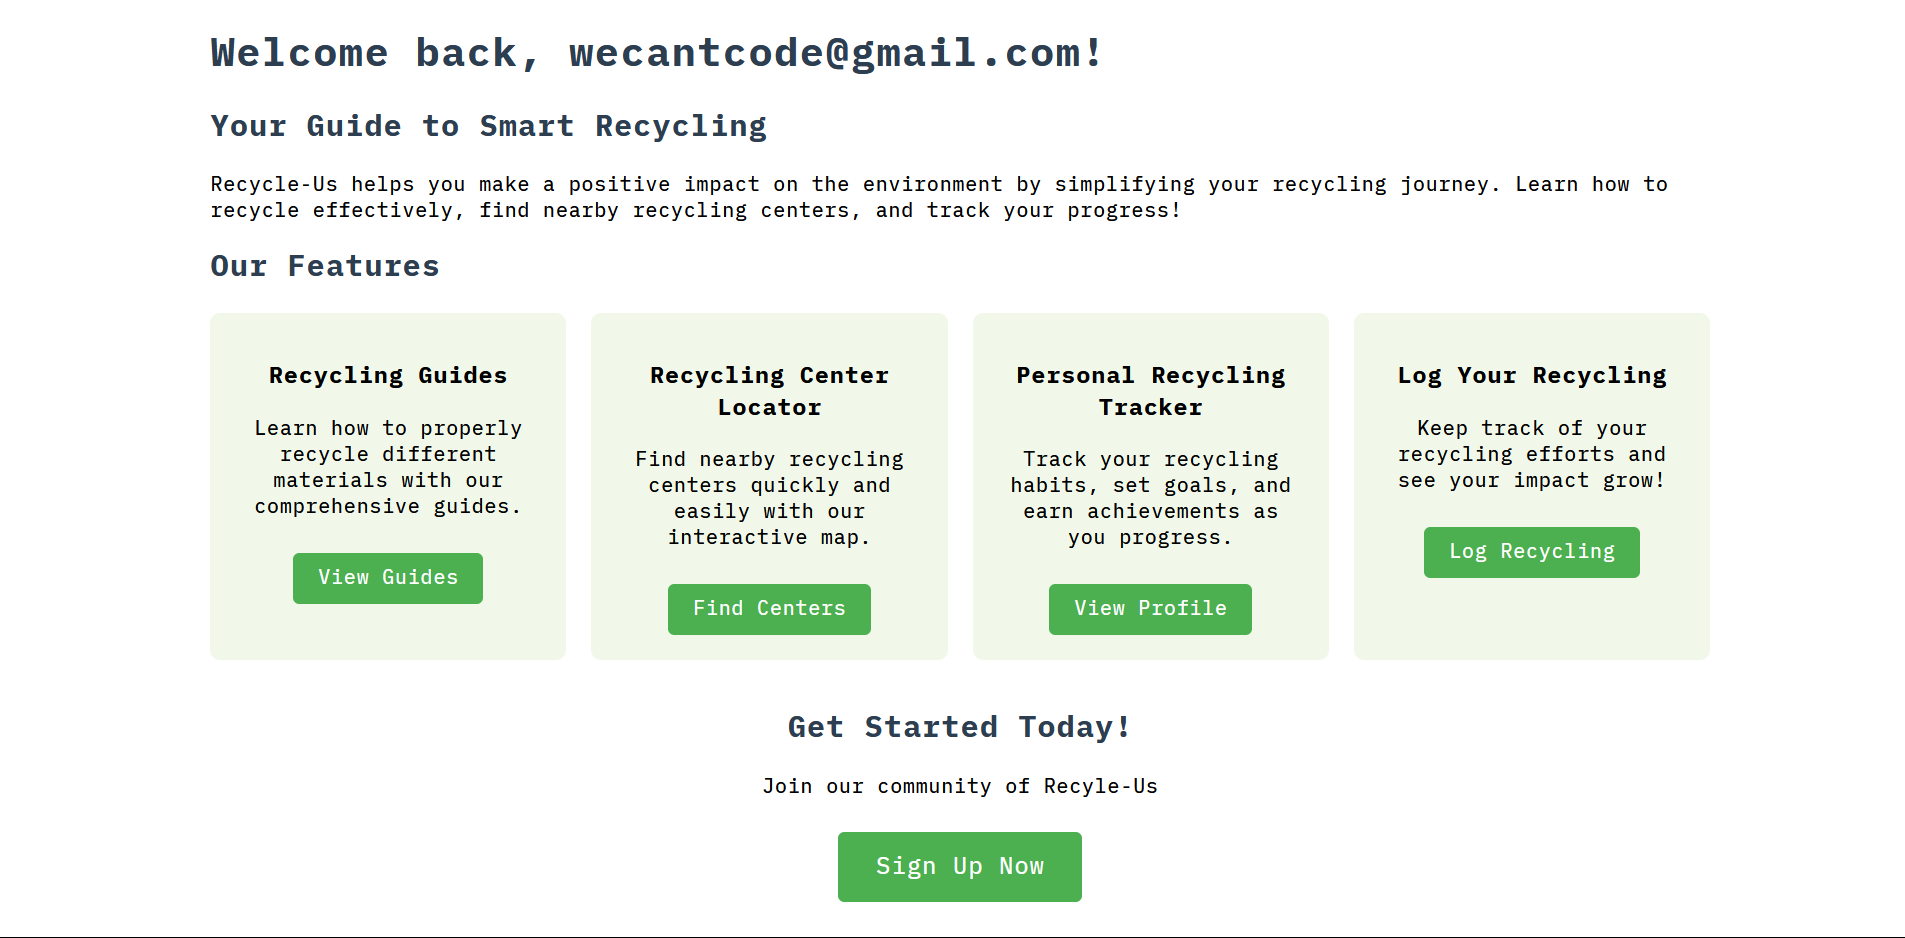 Welcome back, wecantcode@gmail.com!
Your Guide to Smart Recycling
Recycle-Us helps you make a positive impact on the environment by simplifying your recycling journey. Learn how to
recycle effectively, find nearby recycling centers, and track your progress!
Our Features
Recycling Guides
Learn how to properly
recycle different
materials with our
comprehensive guides.
View Guides
Recycling Center
Locator
Find nearby recycling
centers quickly and
easily with our
interactive map.
Find Centers
Personal Recycling
Tracker
Track your recycling
habits, set goals, and
earn achievements as
you progress.
View Profile
Log Your Recycling
Keep track of your
recycling efforts and
see your impact grow!
Log Recycling
Get Started Today!
Join our community of Recyle-Us
Sign Up Now